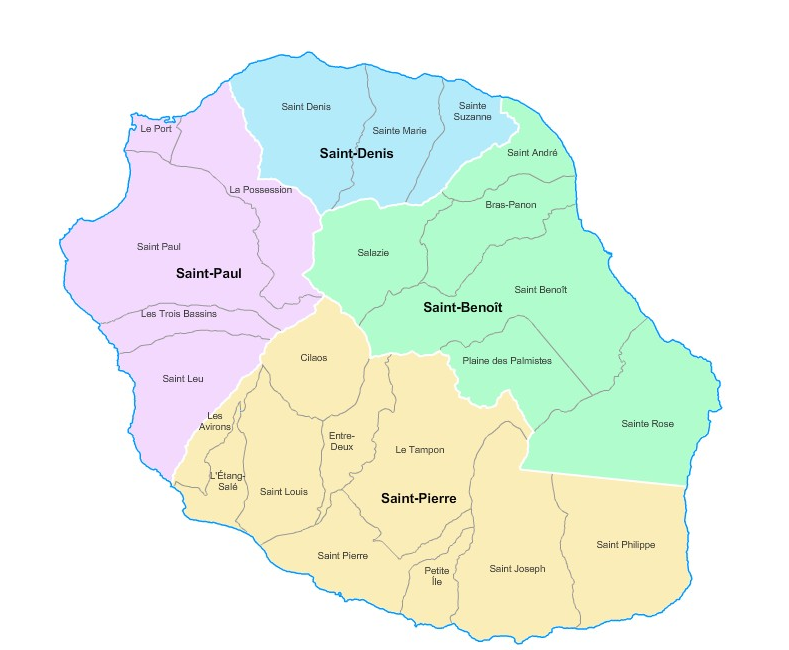 Saint Denis
Sainte Marie
Sainte
Suzanne
Saint-Denis
Le Port
La Possession
Saint Paul
Saint-Paul
Les Trois Bassins
Saint Leu
Saint André
Bras-Panon
Salazie
Saint Benoît
Saint-Benoît
Plaine des Palmistes
Sainte Rose
Cilaos
Les
Avirons
L'Étang-
Salé
Saint Louis
Entre-
Deux
Le Tampon
Saint-Pierre
Saint Pierre
Petite
Île
Saint Joseph
Saint Philippe